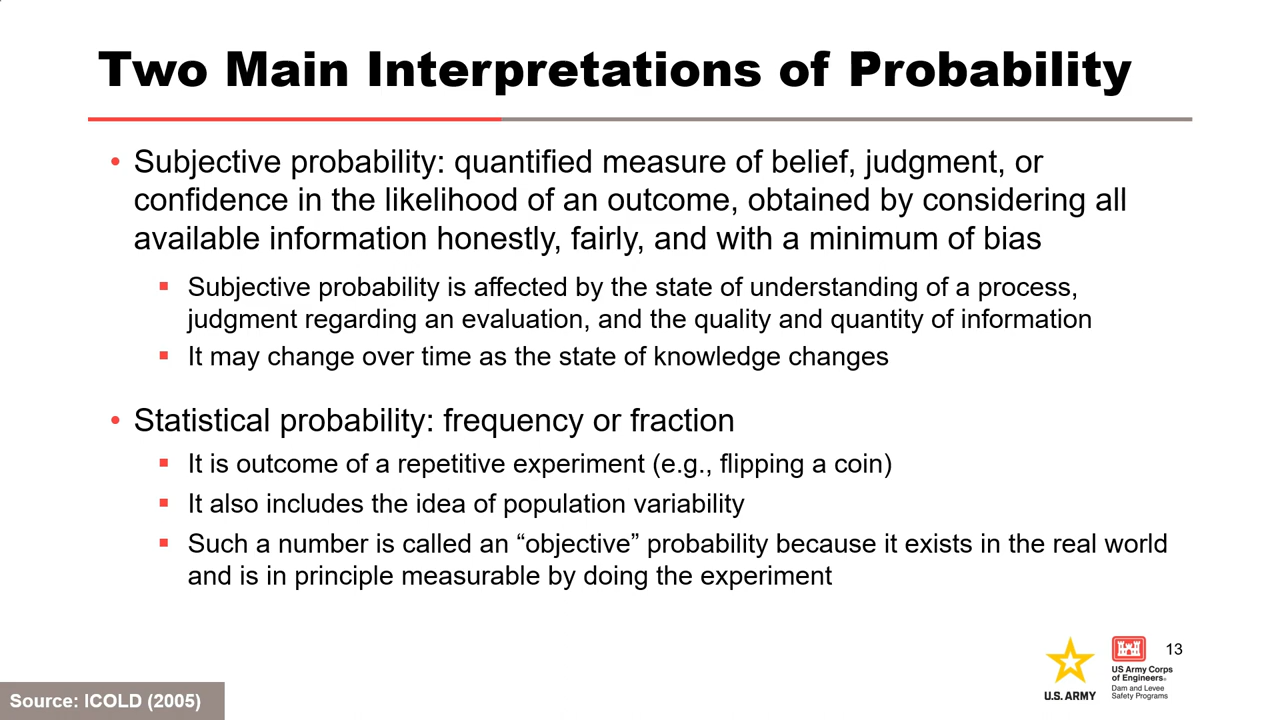 Two Main Interpretations of Probability
• Subjective probability: quantified measure of belief, judgment, or
confidence in the likelihood of an outcome, obtained by considering all
available information honestly, fairly, and with a minimum of bias
▪ Subjective probability is affected by the state of understanding of a process,
judgment regarding an evaluation, and the quality and quantity of information
▪ It may change over time as the state of knowledge changes
• Statistical probability: frequency or fraction
▪ It is outcome of a repetitive experiment (e.g., flipping a coin)
▪ It also includes the idea of population variability
▪ Such a number is called an “objective” probability because it exists in the real world
and is in principle measurable by doing the experiment
13
U.S. ARMY
US Army Corps
of Engineers®
Dam and Levee
Safety Programs
Source: ICOLD (2005)